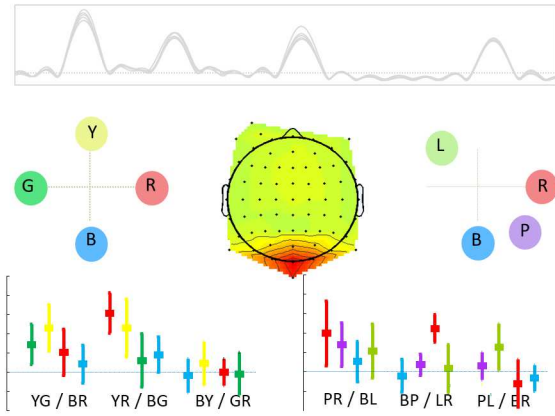 Y
L
G
R
R
P
B
B
YG / BR
YR / BG
BY / GR
PR / BL
BP / LR
PL / BR